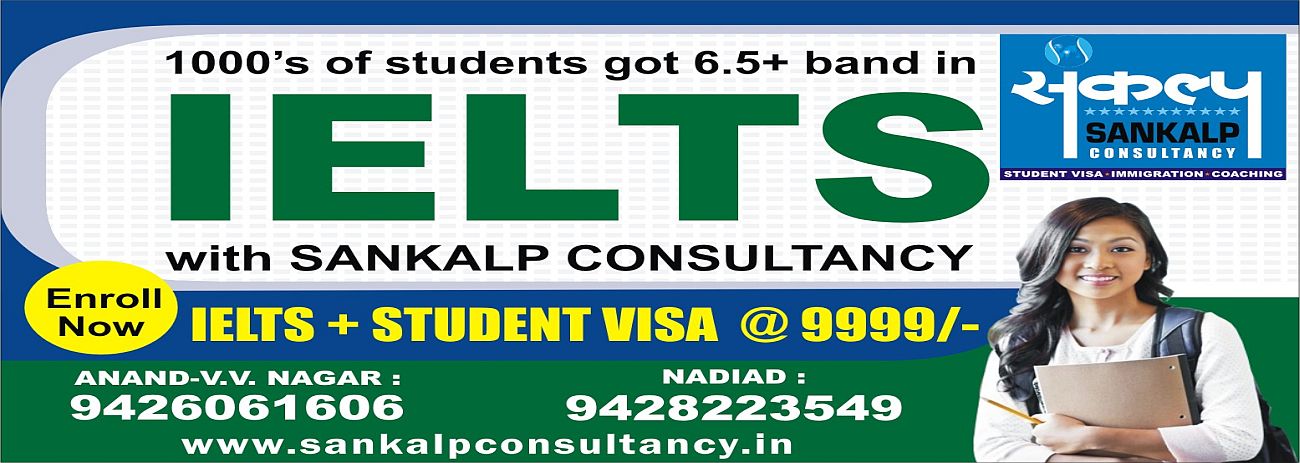 1000's of students got 6.5+ band in
IELTS
with SANKALP CONSULTANCY
संकल्प
SANKALP
CONSULTANCY
STUDENT VISA • IMMIGRATION • COACHING
Enroll
Now
IELTS + STUDENT VISA @ 9999/-
ANAND-V.V. NAGAR :
9426061606
NADIAD :
9428223549
www.sankalpconsultancy.in